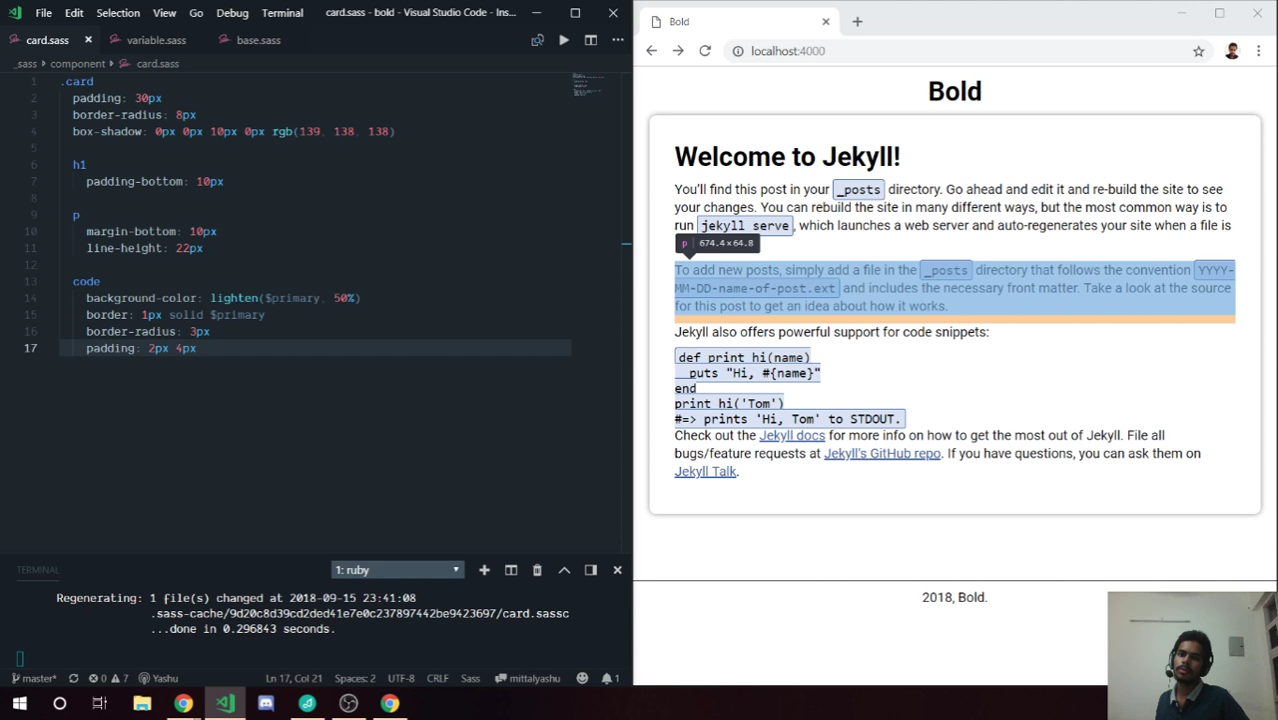 File Edit Selection View Go Debug Terminal card.sass - bold - Visual Studio Code - Ins...
card.sass variable.sass base.sass
_sass component card.sass
1 .card
2 padding: 30px
3 border-radius: 8px
4 box-shadow: 0px 0px 10px 0px rgb(139, 138, 138)
5
6 h1
7 padding-bottom: 10px
8
9 p
10 margin-bottom: 10px
11 line-height: 22px
12
13 code
14 background-color: lighten($primary, 50%)
15 border: 1px solid $primary
16 border-radius: 3px
17 padding: 2px 4px
TERMINAL
1: ruby
Regenerating: 1 file(s) changed at 2018-09-15 23:41:08
.sass-cache/9d20c8d39cd2ded41e7e0c237897442be9423697/card.sassc
...done in 0.296843 seconds.
master* 0 7 Yashu Ln 17, Col 21 Spaces: 2 UTF-8 CRLF Sass mittalyashu 1
Bold
localhost:4000
Bold
Welcome to Jekyll!
You'll find this post in your _posts directory. Go ahead and edit it and re-build the site to see
your changes. You can rebuild the site in many different ways, but the most common way is to
run jekyll serve, which launches a web server and auto-regenerates your site when a file is
p 674.4×64.8
To add new posts, simply add a file in the _posts directory that follows the convention YYYY-
MM-DD-name-of-post.ext and includes the necessary front matter. Take a look at the source
for this post to get an idea about how it works.
Jekyll also offers powerful support for code snippets:
def print_hi(name)
puts "Hi, #{name}"
end
print_hi('Tom')
#=> prints 'Hi, Tom' to STDOUT.
Check out the Jekyll docs for more info on how to get the most out of Jekyll. File all
bugs/feature requests at Jekyll's GitHub repo. If you have questions, you can ask them on
Jekyll Talk.
2018, Bold.